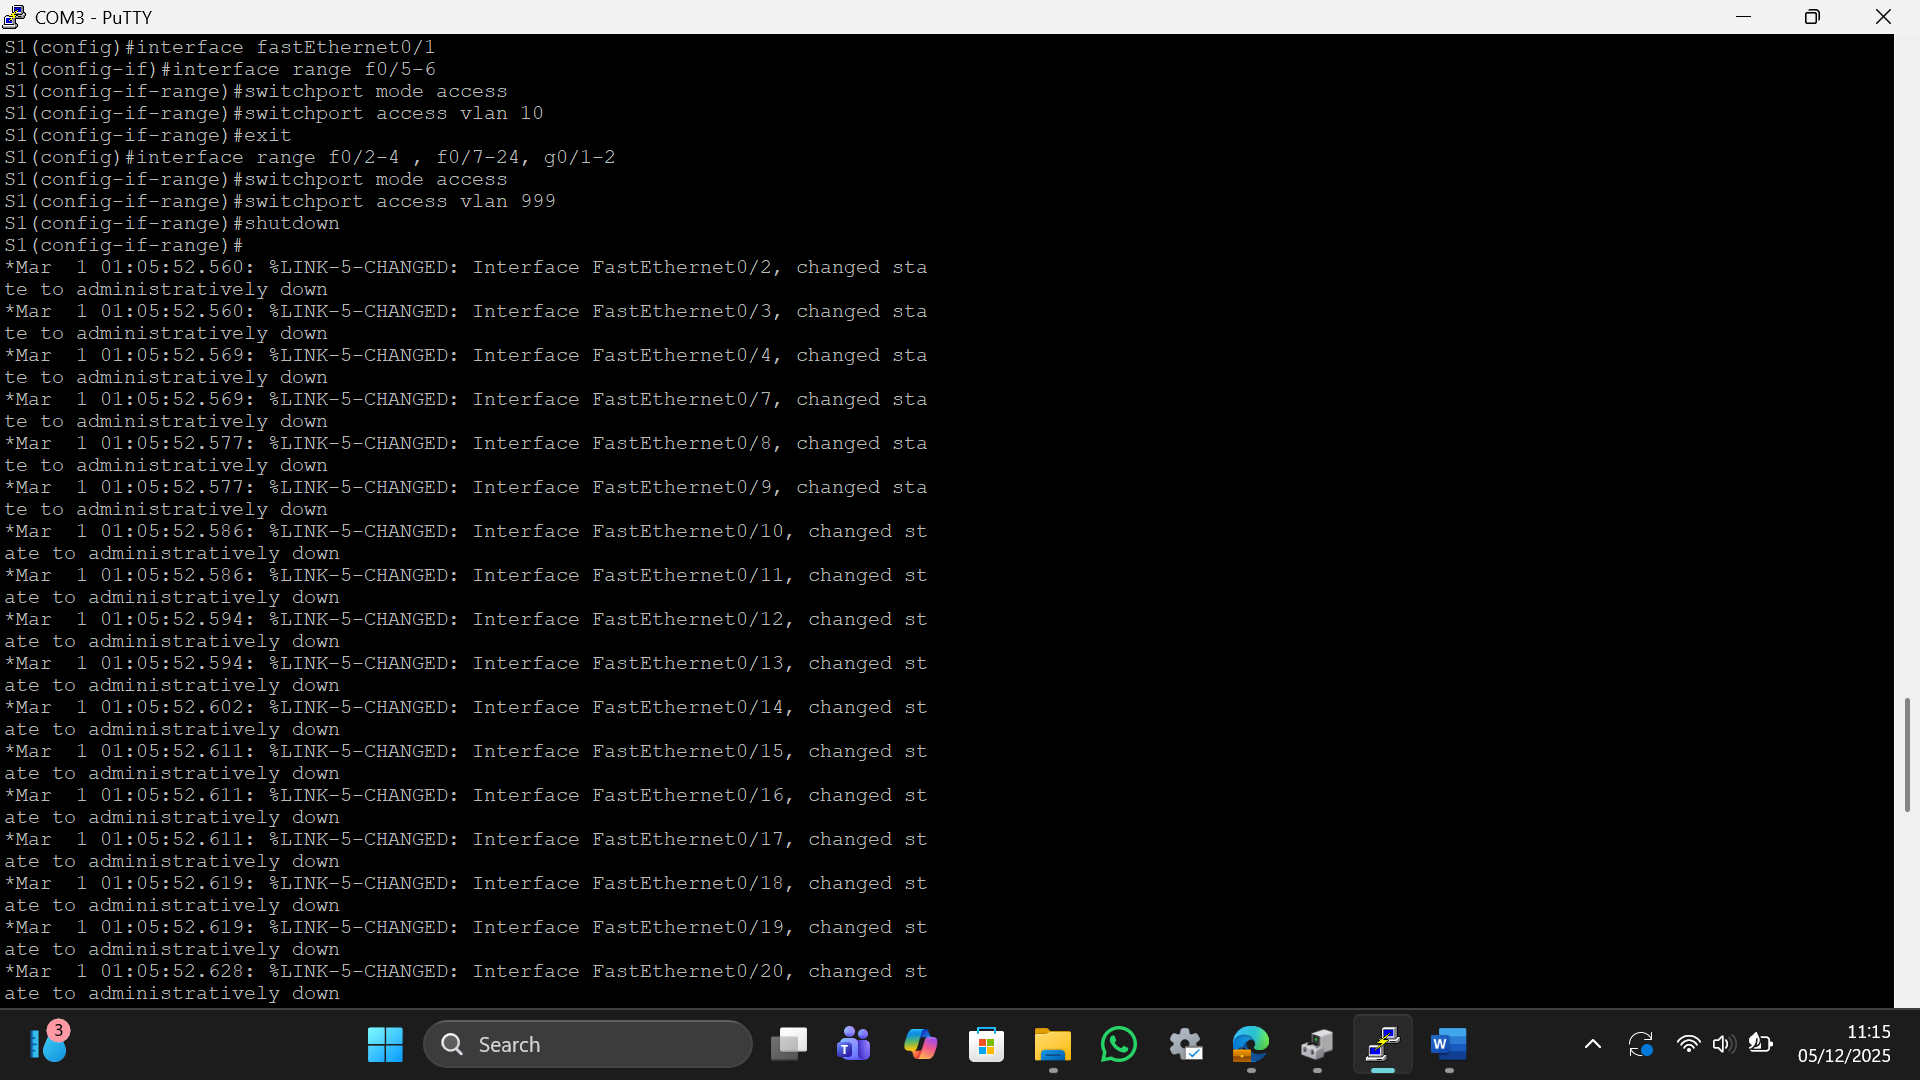 COM3 - PuTTY
S1(config)#interface fastEthernet0/1
S1(config-if)#interface range f0/5-6
S1(config-if-range)#switchport mode access
S1(config-if-range)#switchport access vlan 10
S1(config-if-range)#exit
S1(config)#interface range f0/2-4 , f0/7-24, g0/1-2
S1(config-if-range)#switchport mode access
S1(config-if-range)#switchport access vlan 999
S1(config-if-range)#shutdown
S1(config-if-range)#
*Mar  1 01:05:52.560: %LINK-5-CHANGED: Interface FastEthernet0/2, changed sta
te to administratively down
*Mar  1 01:05:52.560: %LINK-5-CHANGED: Interface FastEthernet0/3, changed sta
te to administratively down
*Mar  1 01:05:52.569: %LINK-5-CHANGED: Interface FastEthernet0/4, changed sta
te to administratively down
*Mar  1 01:05:52.569: %LINK-5-CHANGED: Interface FastEthernet0/7, changed sta
te to administratively down
*Mar  1 01:05:52.577: %LINK-5-CHANGED: Interface FastEthernet0/8, changed sta
te to administratively down
*Mar  1 01:05:52.577: %LINK-5-CHANGED: Interface FastEthernet0/9, changed sta
te to administratively down
*Mar  1 01:05:52.586: %LINK-5-CHANGED: Interface FastEthernet0/10, changed st
ate to administratively down
*Mar  1 01:05:52.586: %LINK-5-CHANGED: Interface FastEthernet0/11, changed st
ate to administratively down
*Mar  1 01:05:52.594: %LINK-5-CHANGED: Interface FastEthernet0/12, changed st
ate to administratively down
*Mar  1 01:05:52.594: %LINK-5-CHANGED: Interface FastEthernet0/13, changed st
ate to administratively down
*Mar  1 01:05:52.602: %LINK-5-CHANGED: Interface FastEthernet0/14, changed st
ate to administratively down
*Mar  1 01:05:52.611: %LINK-5-CHANGED: Interface FastEthernet0/15, changed st
ate to administratively down
*Mar  1 01:05:52.611: %LINK-5-CHANGED: Interface FastEthernet0/16, changed st
ate to administratively down
*Mar  1 01:05:52.611: %LINK-5-CHANGED: Interface FastEthernet0/17, changed st
ate to administratively down
*Mar  1 01:05:52.619: %LINK-5-CHANGED: Interface FastEthernet0/18, changed st
ate to administratively down
*Mar  1 01:05:52.619: %LINK-5-CHANGED: Interface FastEthernet0/19, changed st
ate to administratively down
*Mar  1 01:05:52.628: %LINK-5-CHANGED: Interface FastEthernet0/20, changed st
ate to administratively down
3
Search
11:15
05/12/2025